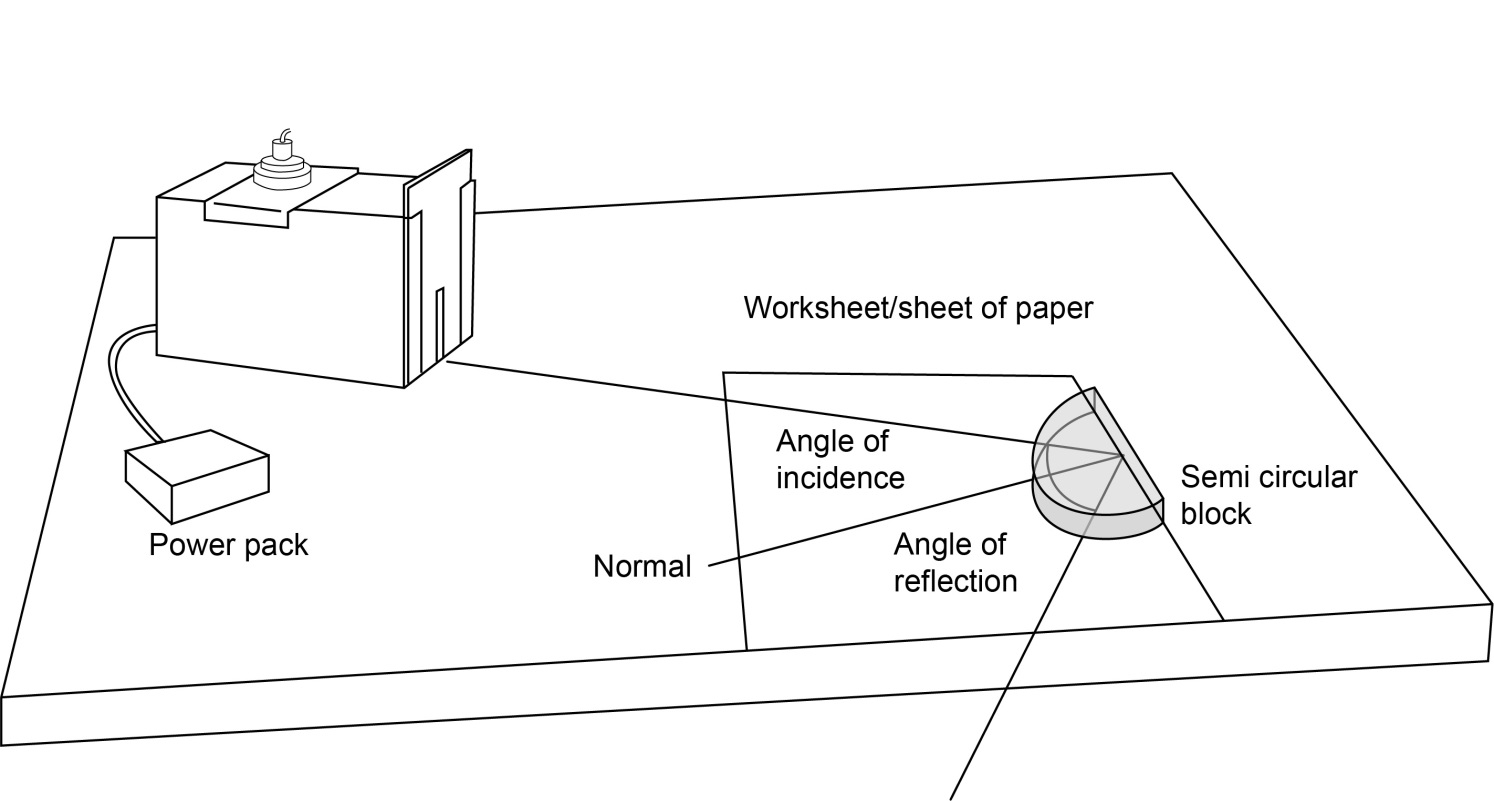 Worksheet/sheet of paper
Angle of
incidence
Semi circular
block
Power pack
Normal
Angle of
reflection